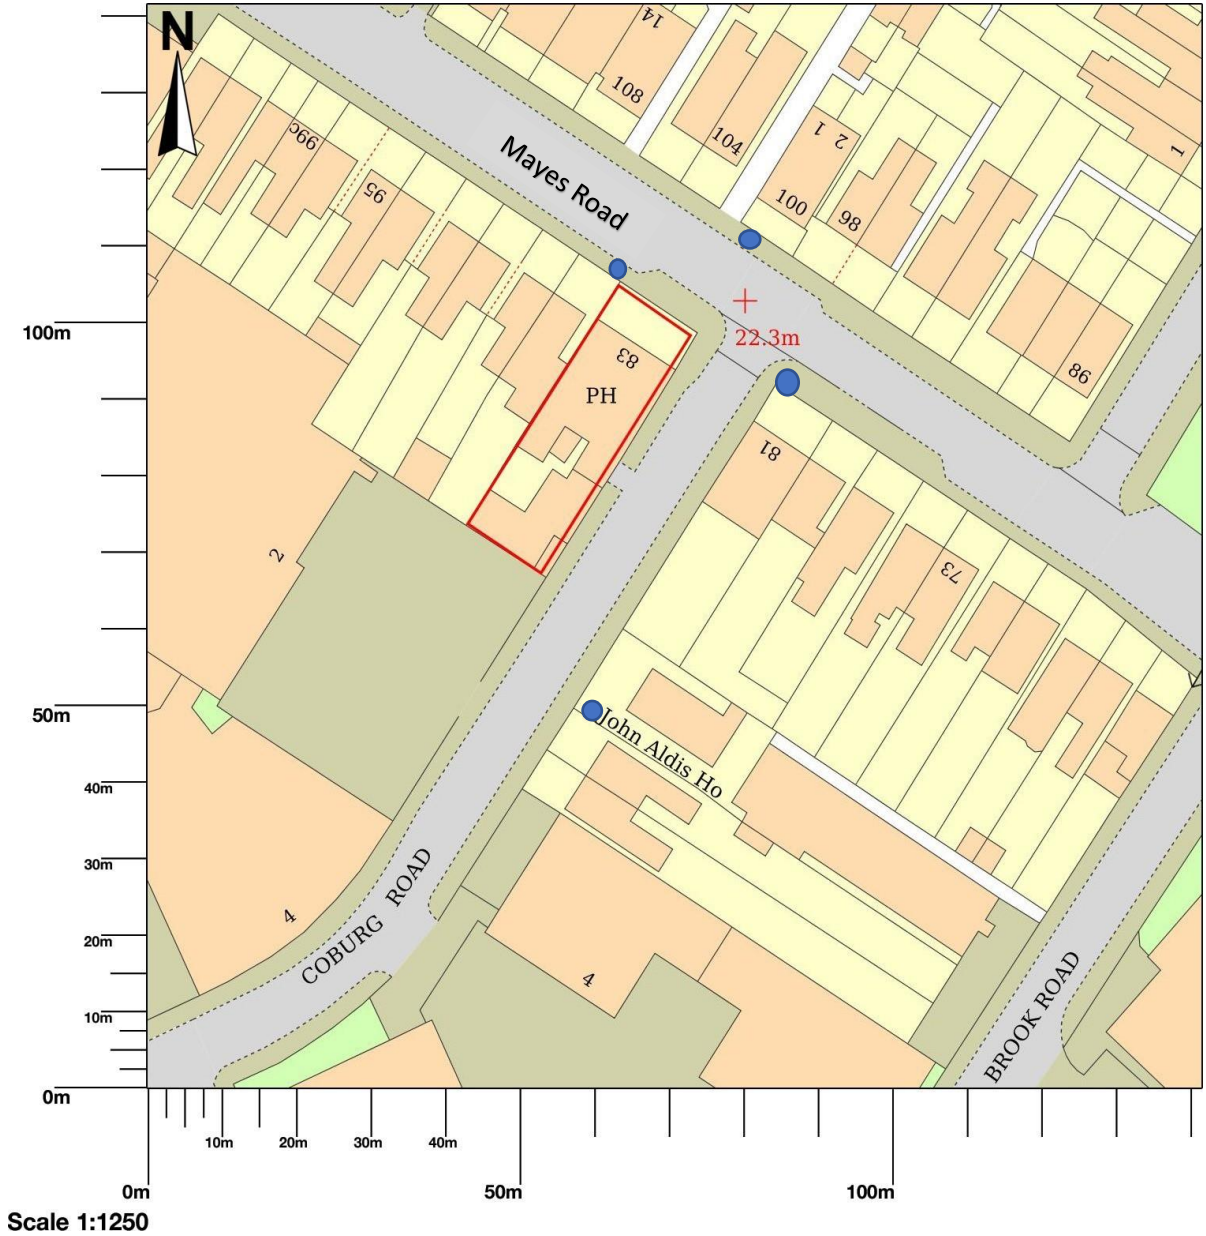 N
14
108
Mayes Road
104
1
2
1
99c
95
100
98
100m
22.3m
86
83
PH
81
2
73
50m
John Aldis Ho
40m
30m
COBURG ROAD
4
20m
4
10m
BROOK ROAD
0m
10m
20m
30m
40m
0m
50m
100m
Scale 1:1250